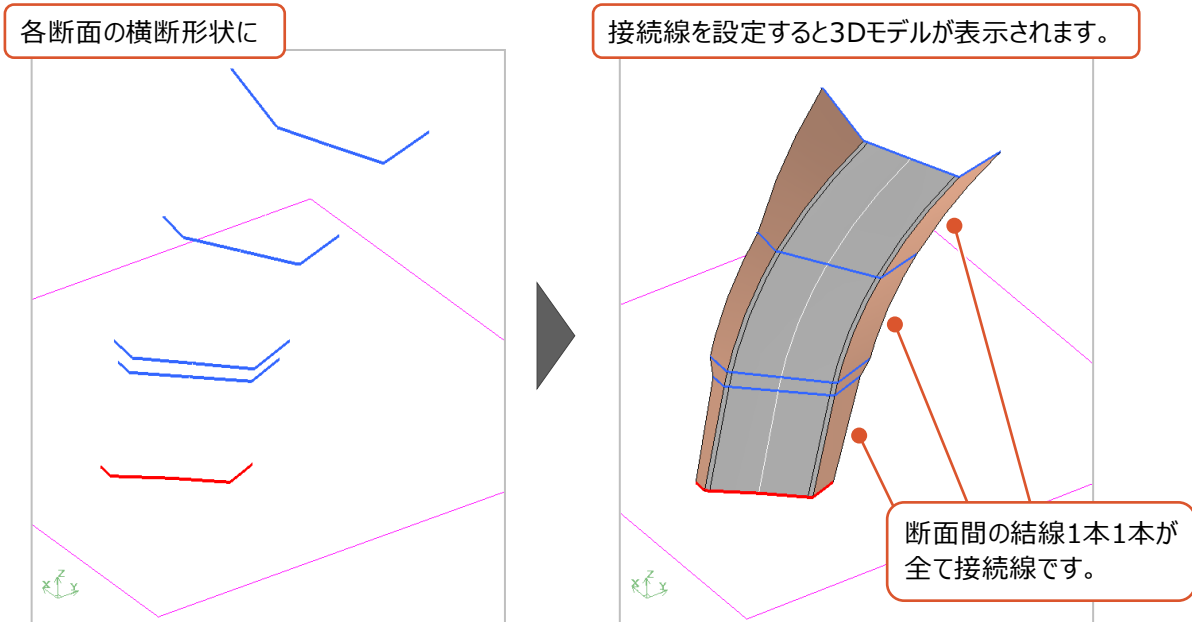 各断面の横断形状に
接続線を設定すると3Dモデルが表示されます。
断面間の結線1本1本が
全て接続線です。
X Z Y
X Z Y